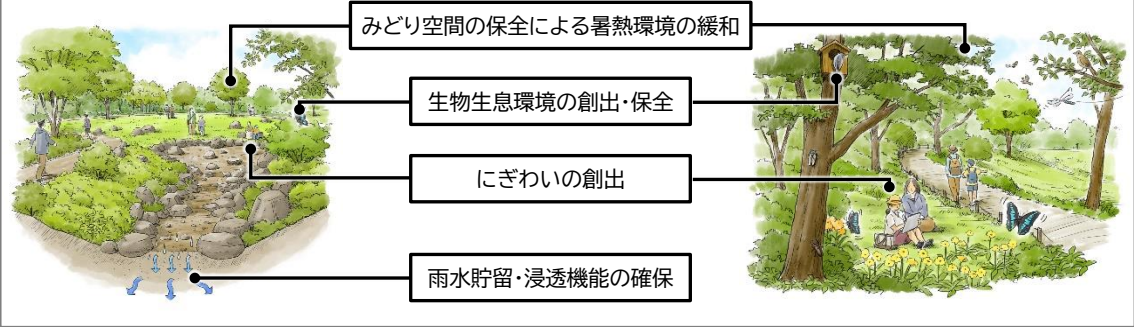 みどり空間の保全による暑熱環境の緩和
生物生息環境の創出・保全
にぎわいの創出
雨水貯留・浸透機能の確保